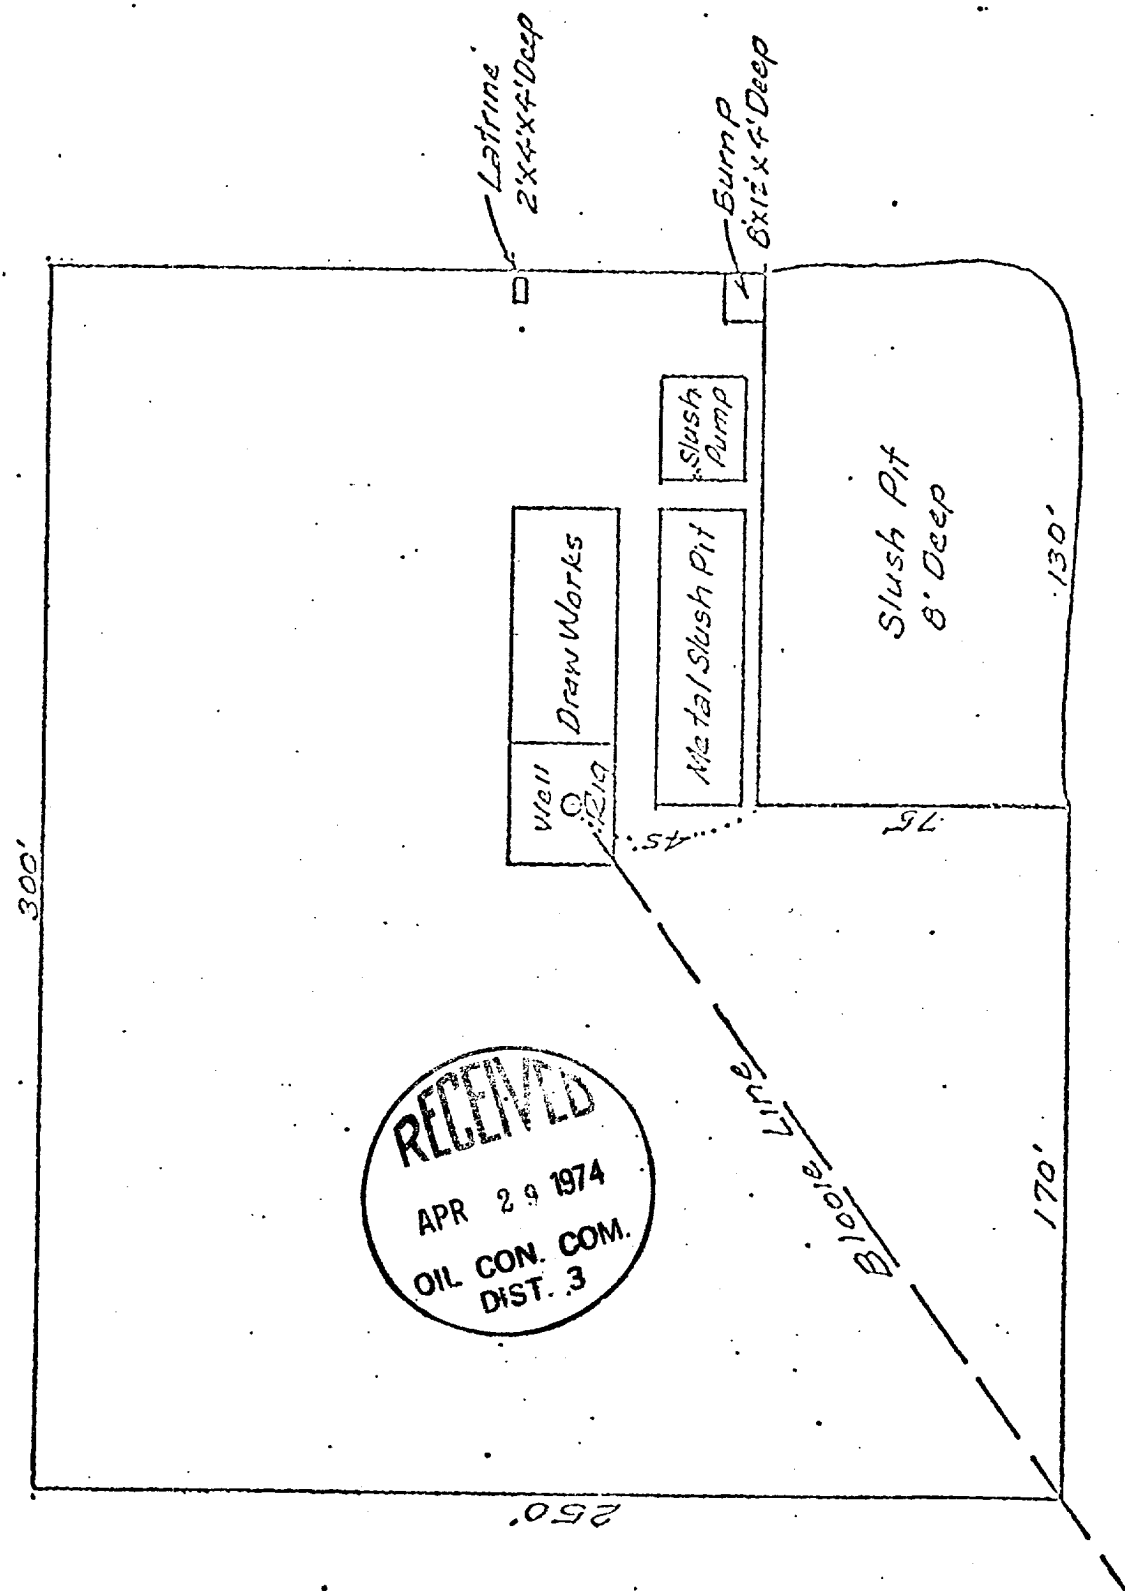 300'
Latrine
2'x4'x4' Deep
Burn P
8'x12'x4' Deep
Well
Rig
Draw Works
Slush
Pump
Metal Slush Pit
45'
75'
Slush Pit
8' Deep
130'
170'
250'
Blooie Line
RECEIVED
APR 29 1974
OIL CON. COM.
DIST. 3